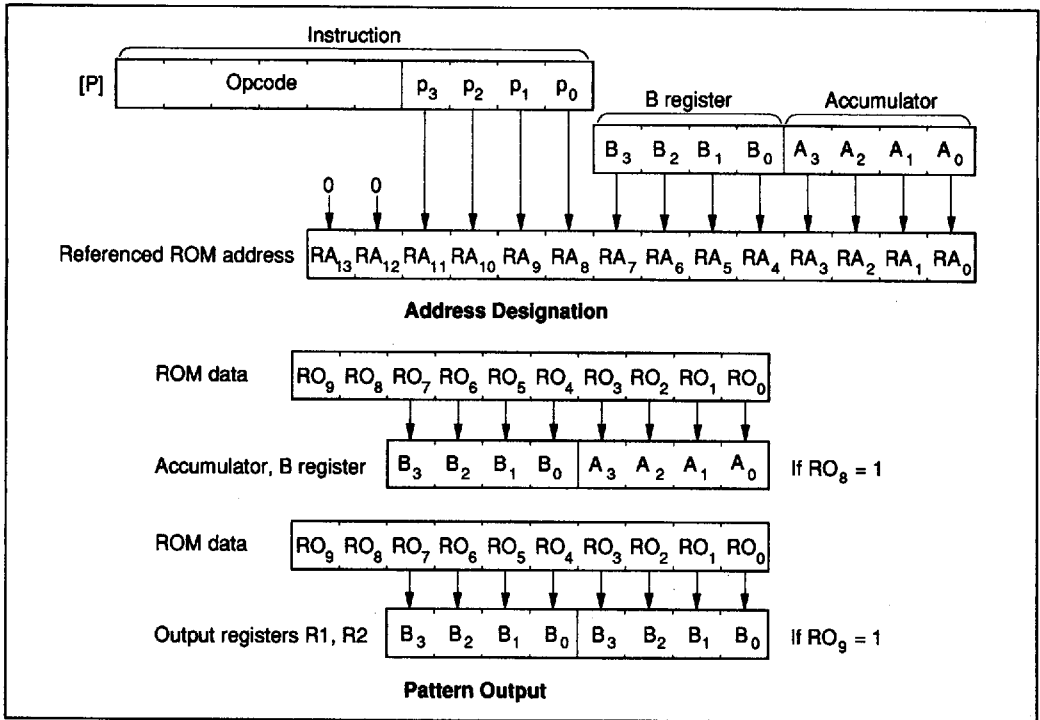 Instruction
[P] Opcode p3 p2 p1 p0
B register Accumulator
B3 B2 B1 B0 A3 A2 A1 A0
0 0
Referenced ROM address RA13 RA12 RA11 RA10 RA9 RA8 RA7 RA6 RA5 RA4 RA3 RA2 RA1 RA0
Address Designation
ROM data RO9 RO8 RO7 RO6 RO5 RO4 RO3 RO2 RO1 RO0
Accumulator, B register B3 B2 B1 B0 A3 A2 A1 A0 If RO8 = 1
ROM data RO9 RO8 RO7 RO6 RO5 RO4 RO3 RO2 RO1 RO0
Output registers R1, R2 B3 B2 B1 B0 B3 B2 B1 B0 If RO9 = 1
Pattern Output